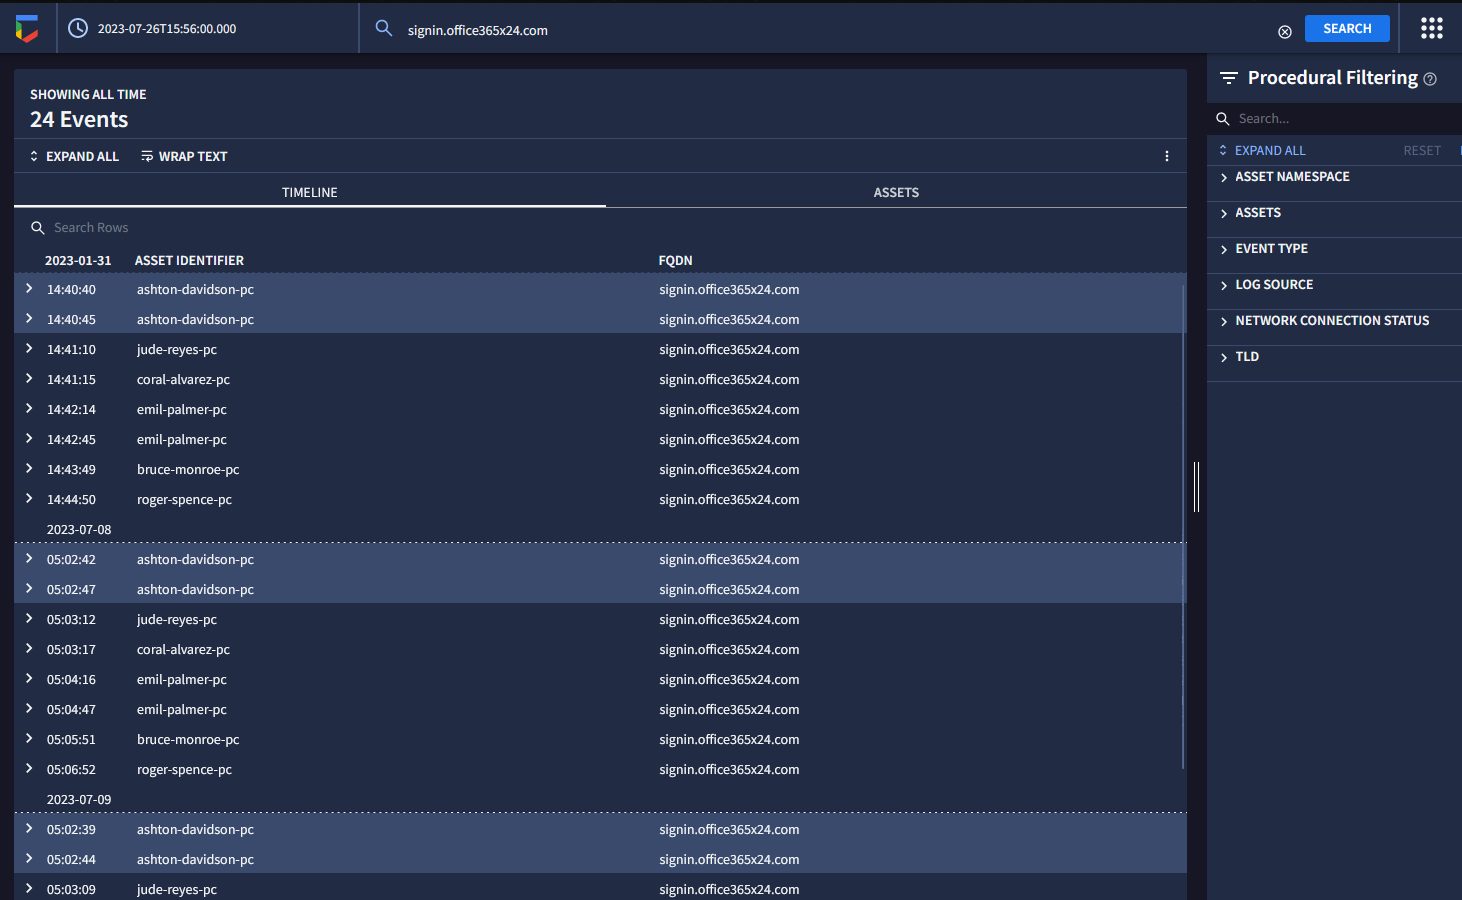 2023-07-26T15:56:00.000
signin.office365x24.com
SEARCH
SHOWING ALL TIME
24 Events
EXPAND ALL WRAP TEXT
TIMELINE ASSETS
Search Rows
2023-01-31 ASSET IDENTIFIER FQDN
14:40:40 ashton-davidson-pc signin.office365x24.com
14:40:45 ashton-davidson-pc signin.office365x24.com
14:41:10 jude-reyes-pc signin.office365x24.com
14:41:15 coral-alvarez-pc signin.office365x24.com
14:42:14 emil-palmer-pc signin.office365x24.com
14:42:45 emil-palmer-pc signin.office365x24.com
14:43:49 bruce-monroe-pc signin.office365x24.com
14:44:50 roger-spence-pc signin.office365x24.com
2023-07-08
05:02:42 ashton-davidson-pc signin.office365x24.com
05:02:47 ashton-davidson-pc signin.office365x24.com
05:03:12 jude-reyes-pc signin.office365x24.com
05:03:17 coral-alvarez-pc signin.office365x24.com
05:04:16 emil-palmer-pc signin.office365x24.com
05:04:47 emil-palmer-pc signin.office365x24.com
05:05:51 bruce-monroe-pc signin.office365x24.com
05:06:52 roger-spence-pc signin.office365x24.com
2023-07-09
05:02:39 ashton-davidson-pc signin.office365x24.com
05:02:44 ashton-davidson-pc signin.office365x24.com
05:03:09 jude-reyes-pc signin.office365x24.com
Procedural Filtering
Search...
EXPAND ALL RESET
ASSET NAMESPACE
ASSETS
EVENT TYPE
LOG SOURCE
NETWORK CONNECTION STATUS
TLD